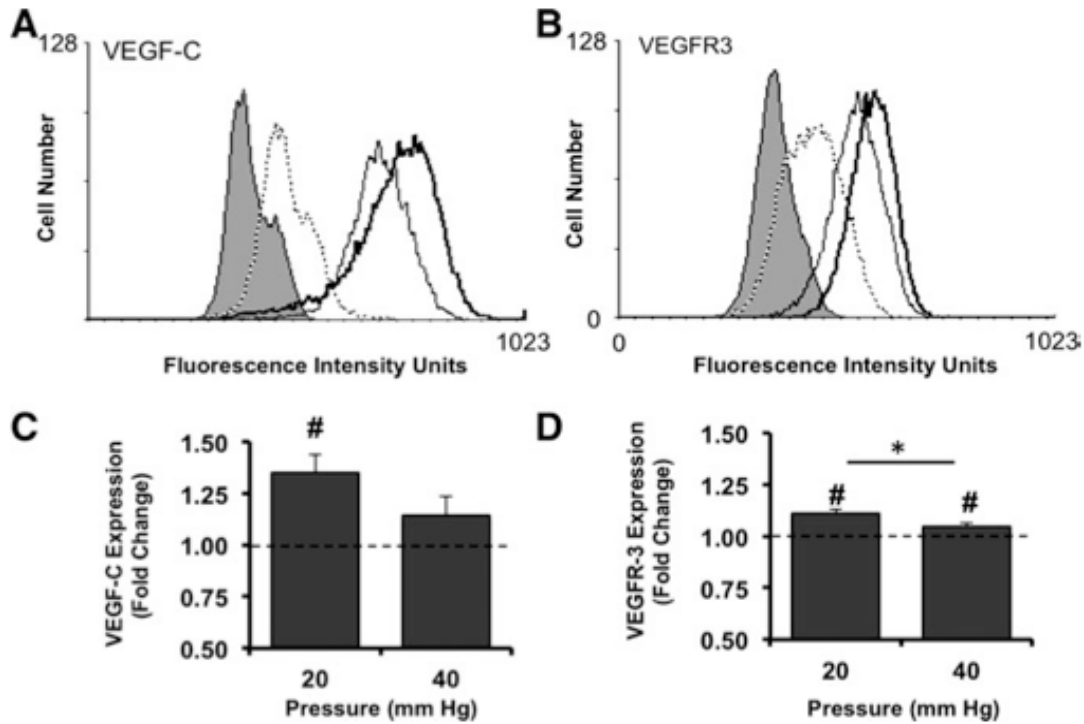 A
128
VEGF-C
Cell Number
1023
Fluorescence Intensity Units
B
128
VEGFR3
Cell Number
0
0
1023
Fluorescence Intensity Units
C
VEGF-C Expression
(Fold Change)
1.50
1.25
1.00
0.75
0.50
#
20
40
Pressure (mm Hg)
D
VEGFR-3 Expression
(Fold Change)
1.50
1.25
1.00
0.75
0.50
*
#
#
20
40
Pressure (mm Hg)